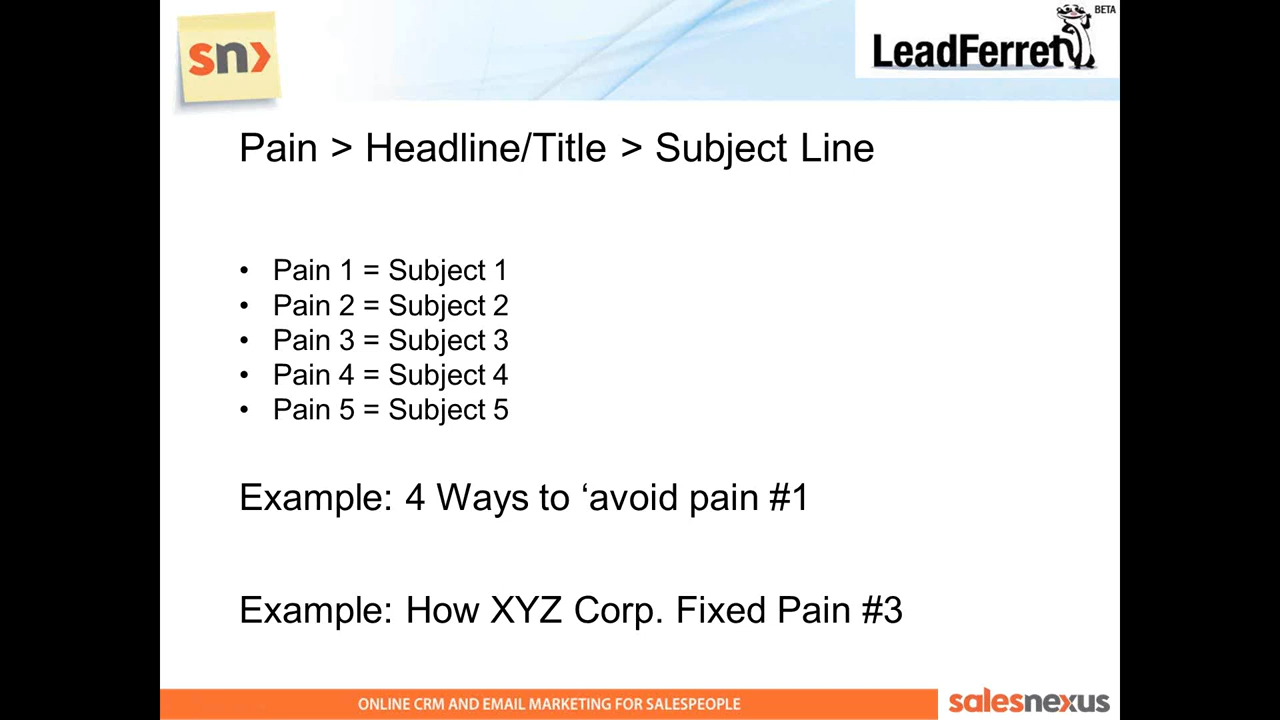 sn>
BETA
LeadFerret
Pain > Headline/Title > Subject Line
• Pain 1 = Subject 1
• Pain 2 = Subject 2
• Pain 3 = Subject 3
• Pain 4 = Subject 4
• Pain 5 = Subject 5
Example: 4 Ways to ‘avoid pain #1
Example: How XYZ Corp. Fixed Pain #3
ONLINE CRM AND EMAIL MARKETING FOR SALESPEOPLE
salesnexus